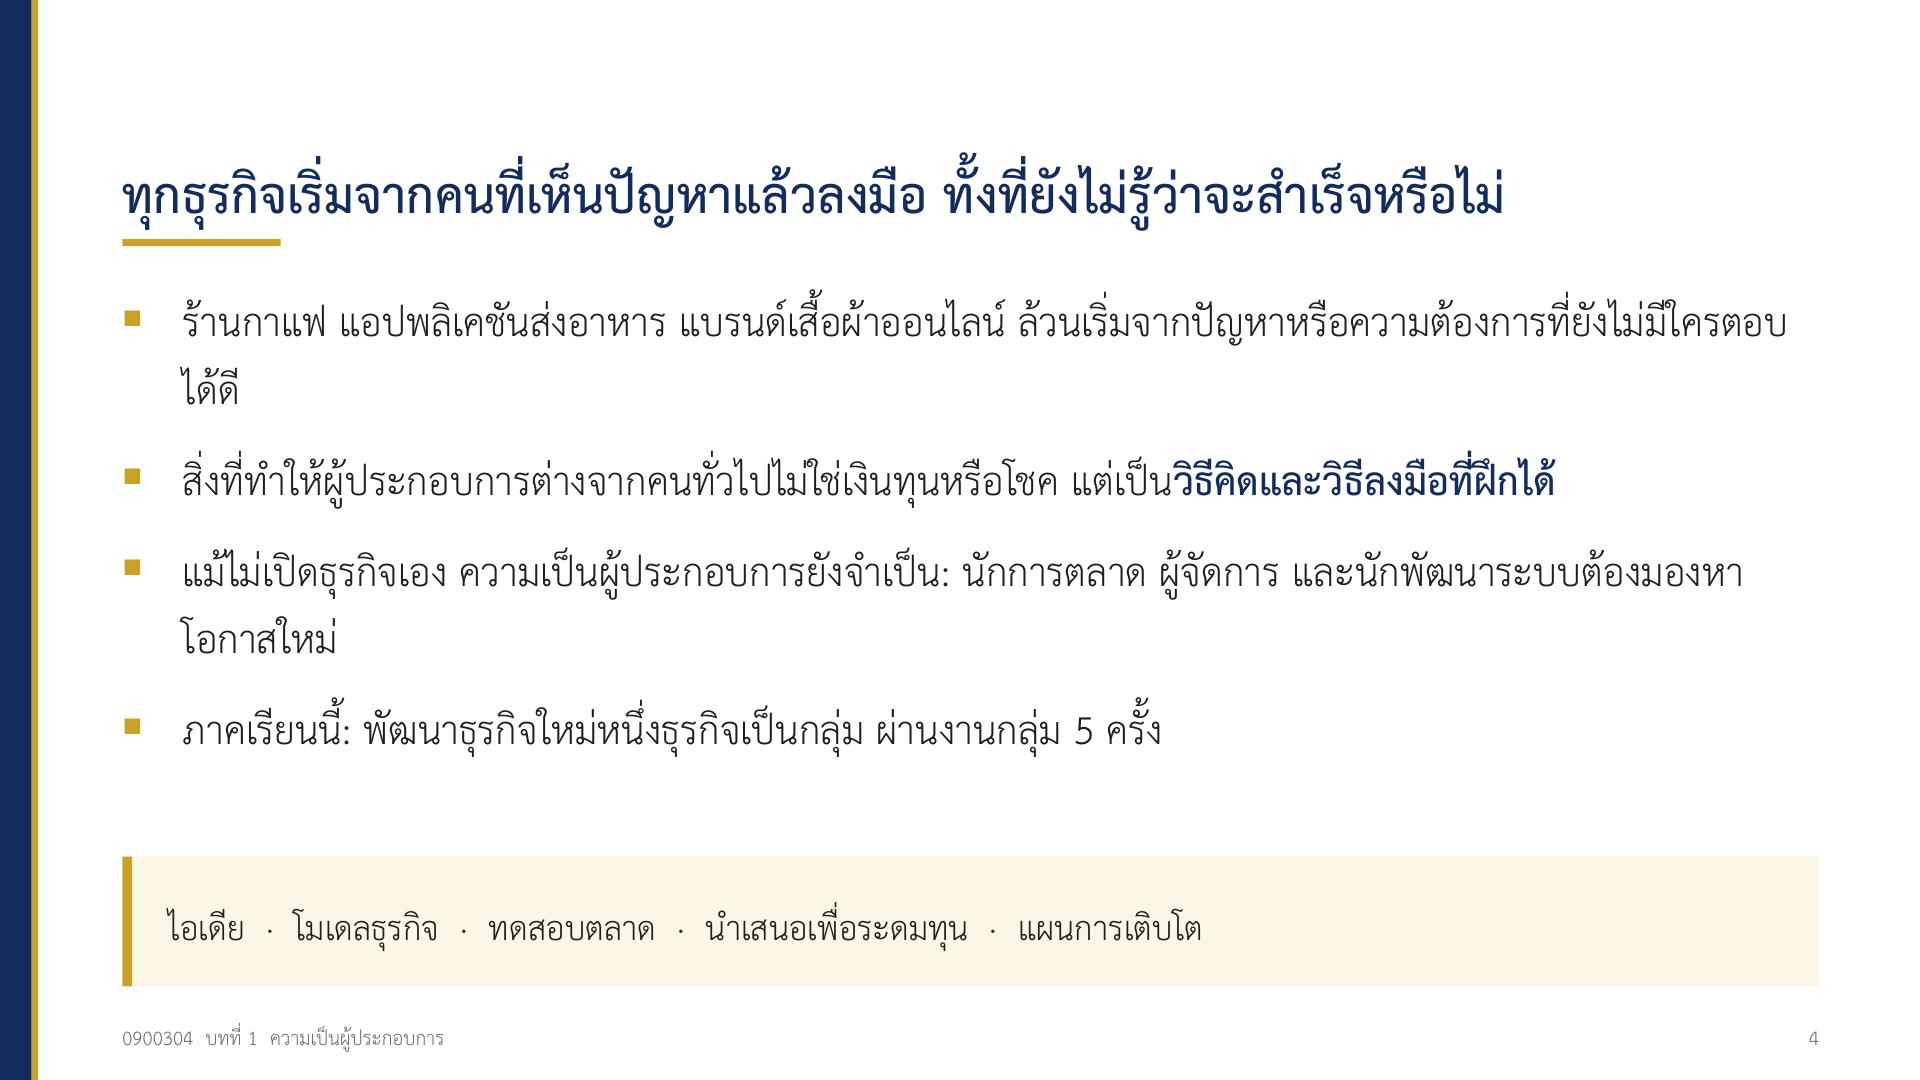 ทุกธุรกิจเริ่มจากคนที่เห็นปัญหาแล้วลงมือ ทั้งที่ยังไม่รู้ว่าจะสำเร็จหรือไม่
ร้านกาแฟ แอปพลิเคชันส่งอาหาร แบรนด์เสื้อผ้าออนไลน์ ล้วนเริ่มจากปัญหาหรือความต้องการที่ยังไม่มีใครตอบ
ได้ดี
สิ่งที่ทำให้ผู้ประกอบการต่างจากคนทั่วไปไม่ใช่เงินทุนหรือโชค แต่เป็นวิธีคิดและวิธีลงมือที่ฝึกได้
แม้ไม่เปิดธุรกิจเอง ความเป็นผู้ประกอบการยังจำเป็น: นักการตลาด ผู้จัดการ และนักพัฒนาระบบต้องมองหา
โอกาสใหม่
ภาคเรียนนี้: พัฒนาธุรกิจใหม่หนึ่งธุรกิจเป็นกลุ่ม ผ่านงานกลุ่ม 5 ครั้ง
ไอเดีย · โมเดลธุรกิจ · ทดสอบตลาด · นำเสนอเพื่อระดมทุน · แผนการเติบโต
0900304 บทที่ 1 ความเป็นผู้ประกอบการ
4